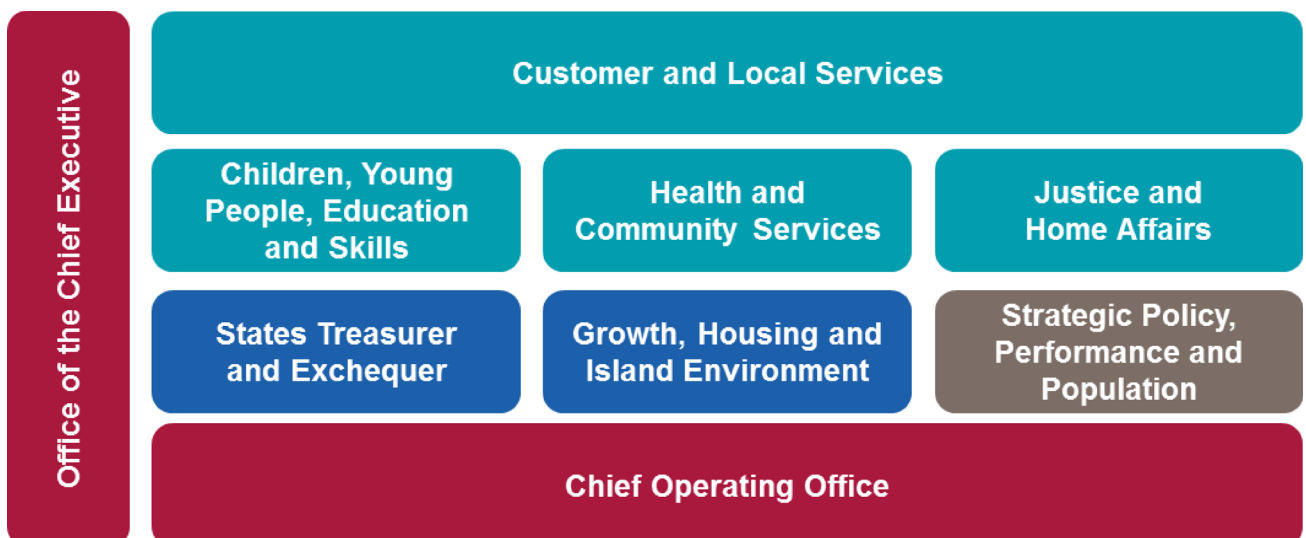 Office of the Chief Executive
Customer and Local Services
Children, Young
People, Education
and Skills
Health and
Community Services
Justice and
Home Affairs
States Treasurer
and Exchequer
Growth, Housing and
Island Environment
Strategic Policy,
Performance and
Population
Chief Operating Office